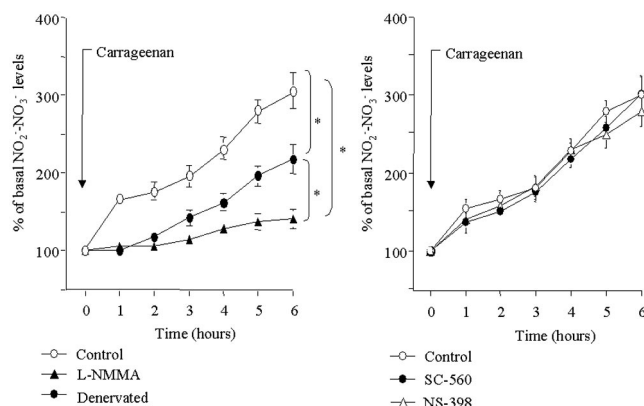 400
300
200
100
% of basal NO2⁻-NO3⁻ levels
Carrageenan
*
*
*
0 1 2 3 4 5 6
Time (hours)
Control
L-NMMA
Denervated
400
300
200
100
% of basal NO2⁻-NO3⁻ levels
Carrageenan
0 1 2 3 4 5 6
Time (hours)
Control
SC-560
NS-398